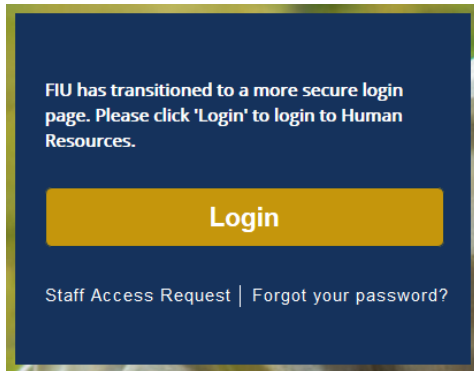 FIU has transitioned to a more secure login
page. Please click 'Login' to login to Human
Resources.
Login
Staff Access Request | Forgot your password?